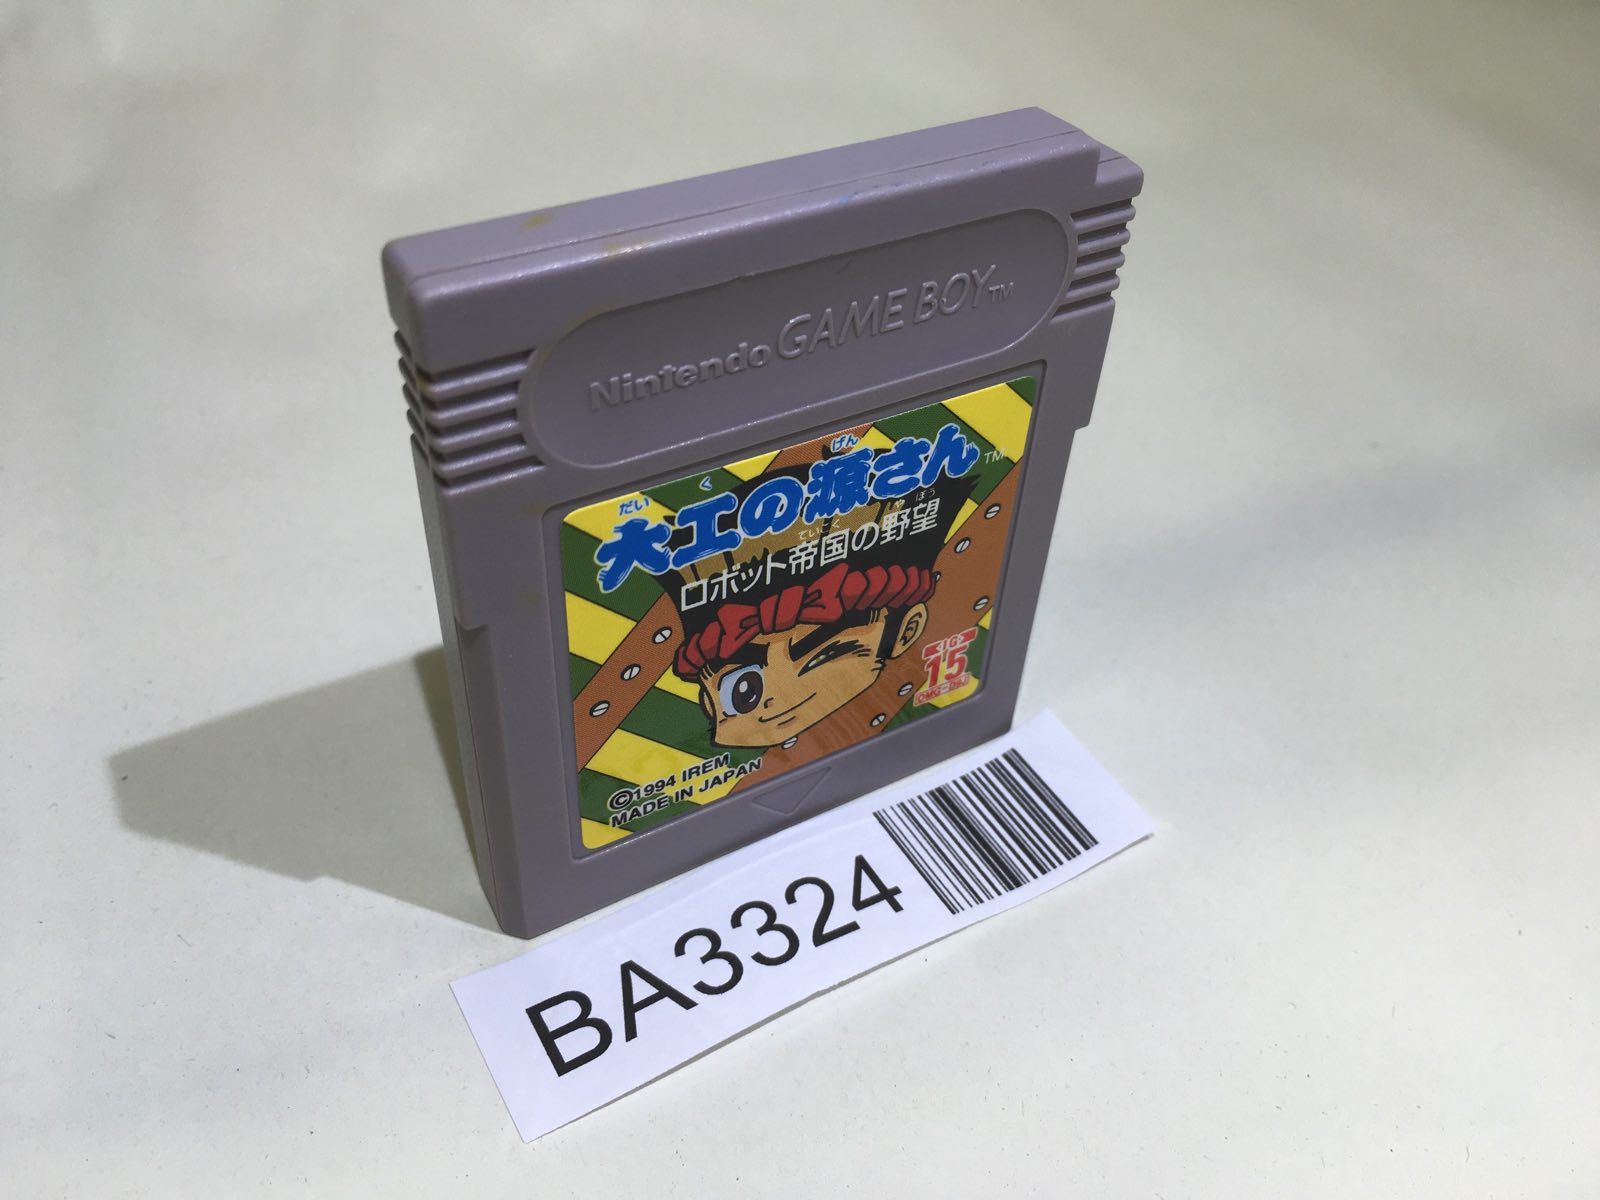 Nintendo GAME BOY TM
だいくげん
大工の源さん TM
ていこくやぼう
ロボット帝国の野望
IG
15
©1994 IREM
MADE IN JAPAN
BA3324